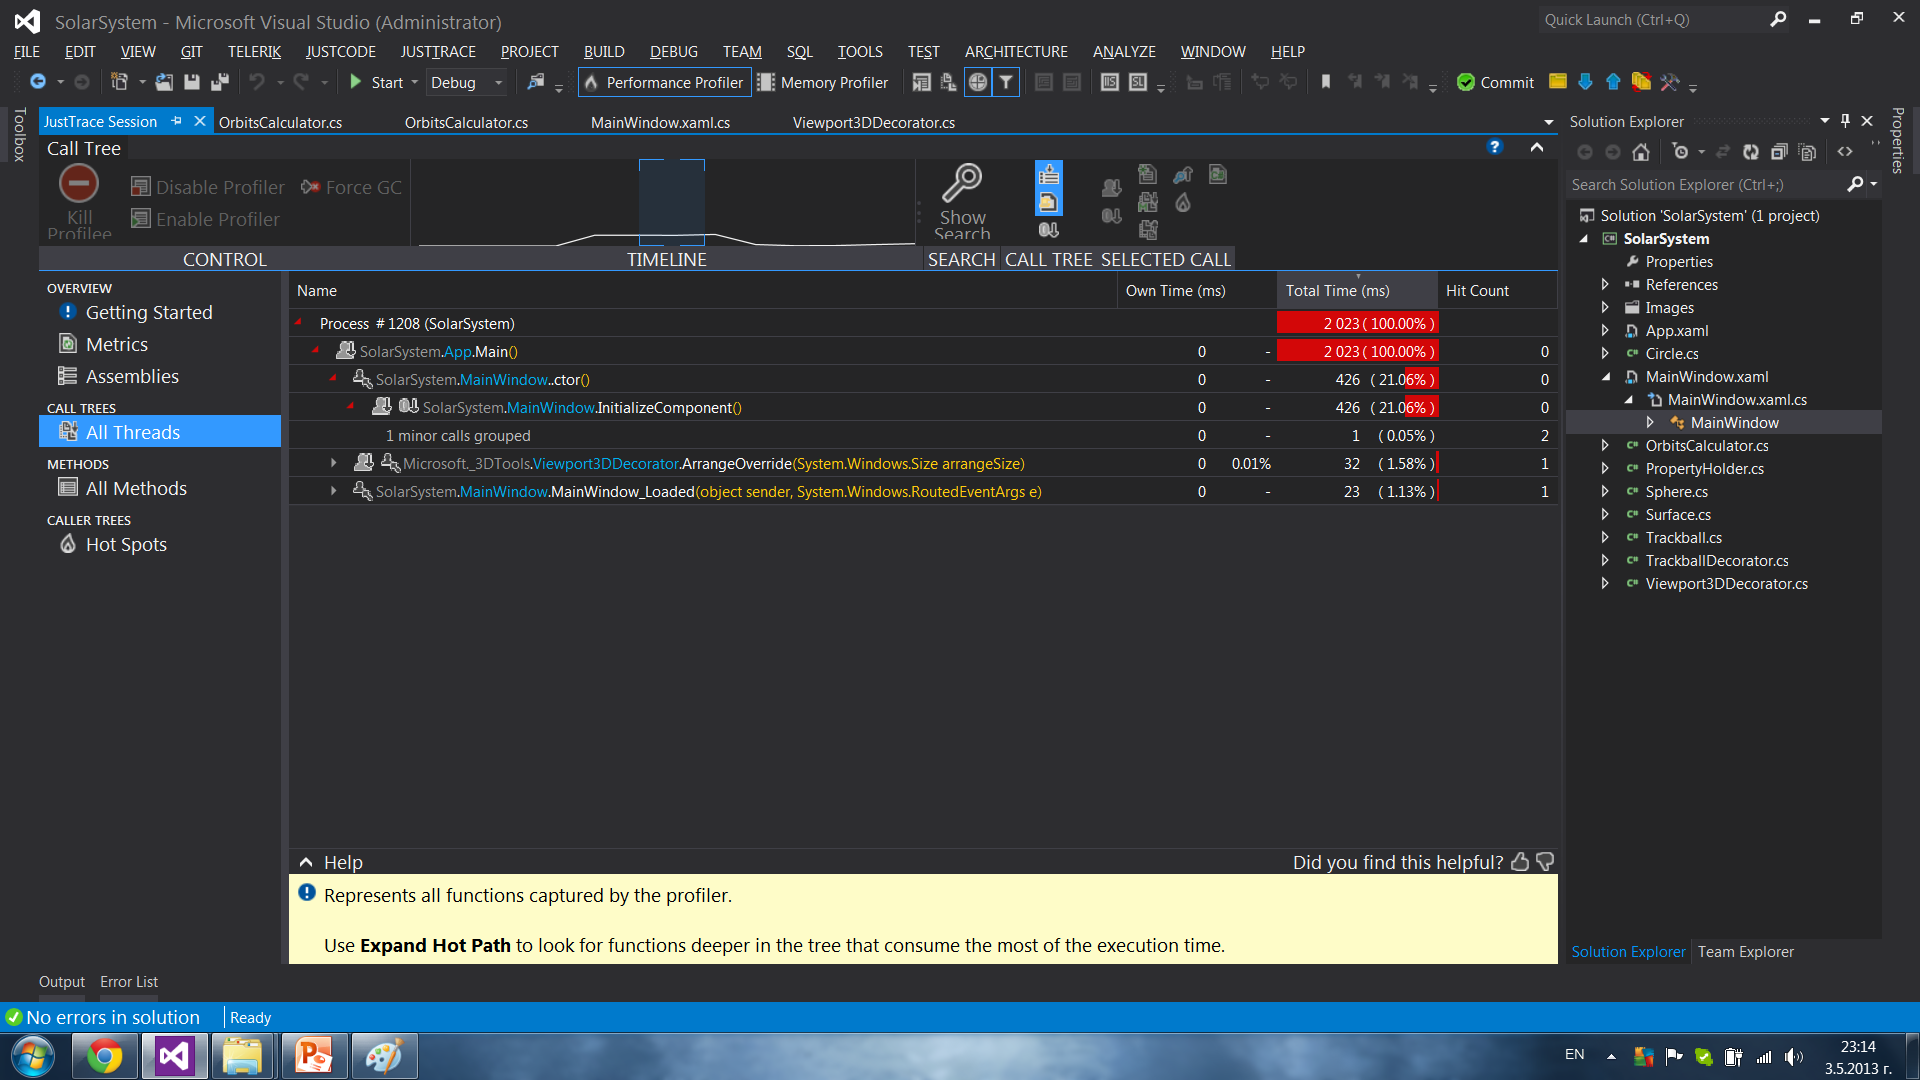 SolarSystem - Microsoft Visual Studio (Administrator)
Quick Launch (Ctrl+Q)
FILE EDIT VIEW GIT TELERIK JUSTCODE JUSTTRACE PROJECT BUILD DEBUG TEAM SQL TOOLS TEST ARCHITECTURE ANALYZE WINDOW HELP
Start Debug Performance Profiler Memory Profiler Commit
Toolbox
JustTrace Session OrbitsCalculator.cs OrbitsCalculator.cs MainWindow.xaml.cs Viewport3DDecorator.cs
Call Tree
Kill Profilee
Disable Profiler Force GC
Enable Profiler
Show Search
CONTROL TIMELINE SEARCH CALL TREE SELECTED CALL
OVERVIEW
Getting Started
Metrics
Assemblies
CALL TREES
All Threads
METHODS
All Methods
CALLER TREES
Hot Spots
Name Own Time (ms) Total Time (ms) Hit Count
Process # 1208 (SolarSystem) 2 023 ( 100.00% )
SolarSystem.App.Main() 0 - 2 023 ( 100.00% ) 0
SolarSystem.MainWindow..ctor() 0 - 426 ( 21.06% ) 0
SolarSystem.MainWindow.InitializeComponent() 0 - 426 ( 21.06% ) 0
1 minor calls grouped 0 - 1 ( 0.05% ) 2
Microsoft._3DTools.Viewport3DDecorator.ArrangeOverride(System.Windows.Size arrangeSize) 0 0.01% 32 ( 1.58% ) 1
SolarSystem.MainWindow.MainWindow_Loaded(object sender, System.Windows.RoutedEventArgs e) 0 - 23 ( 1.13% ) 1
Help Did you find this helpful?
Represents all functions captured by the profiler.
Use Expand Hot Path to look for functions deeper in the tree that consume the most of the execution time.
Solution Explorer
Search Solution Explorer (Ctrl+;)
Solution 'SolarSystem' (1 project)
SolarSystem
Properties
References
Images
App.xaml
Circle.cs
MainWindow.xaml
MainWindow.xaml.cs
MainWindow
OrbitsCalculator.cs
PropertyHolder.cs
Sphere.cs
Surface.cs
Trackball.cs
TrackballDecorator.cs
Viewport3DDecorator.cs
Solution Explorer Team Explorer
Properties
Output Error List
No errors in solution Ready
EN
23:14
3.5.2013 г.